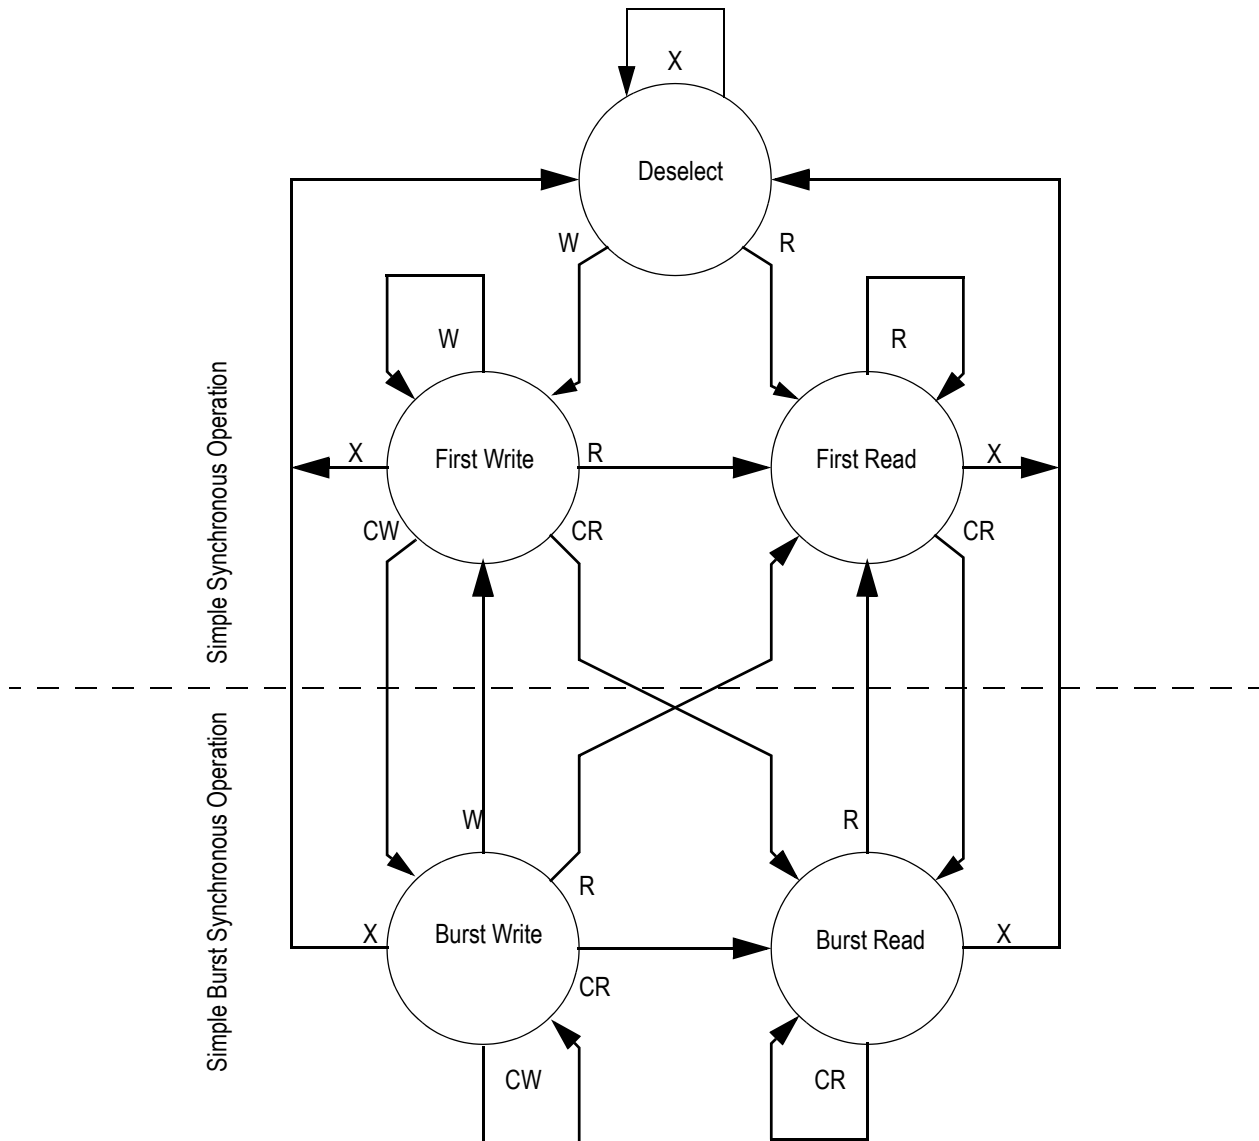 X
Deselect
W
R
W
R
Simple Synchronous Operation
X
First Write
R
First Read
X
CW
CR
CR
Simple Burst Synchronous Operation
W
R
R
X
Burst Write
Burst Read
X
CR
CW
CR